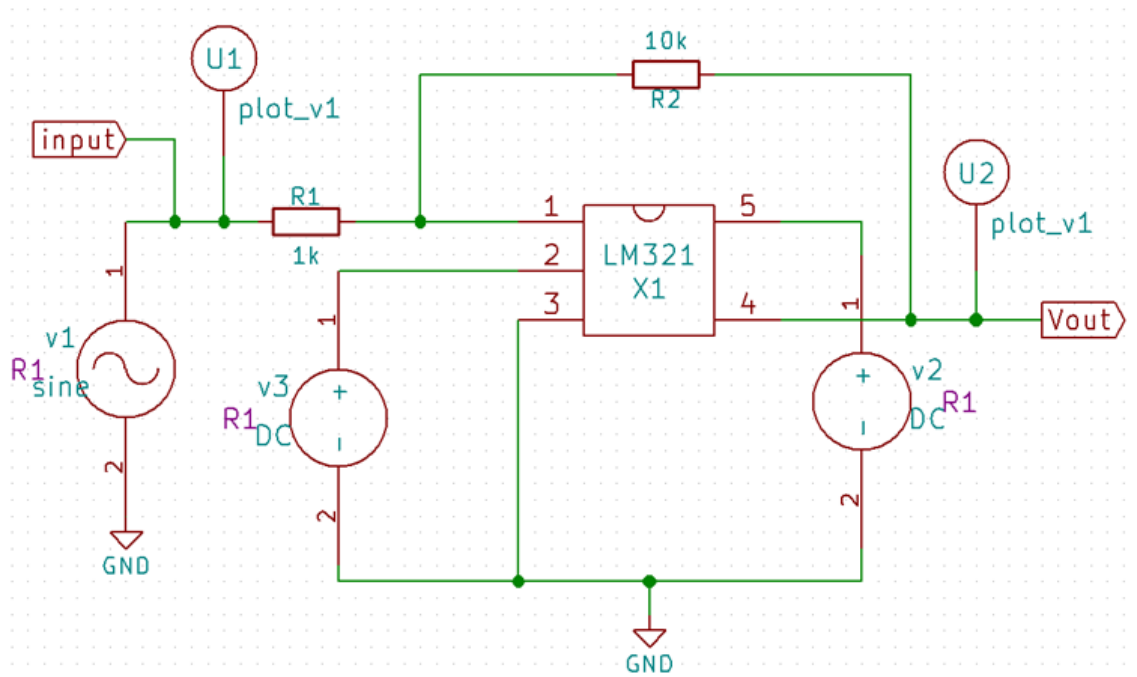 U1
plot_v1
input
10k
R2
R1
1k
1
2
3
LM321
X1
5
4
U2
plot_v1
Vout
1
v1
R1
sine
2
GND
1
v3
+
R1
DC
-
2
1
v2
+
DC
R1
-
2
GND